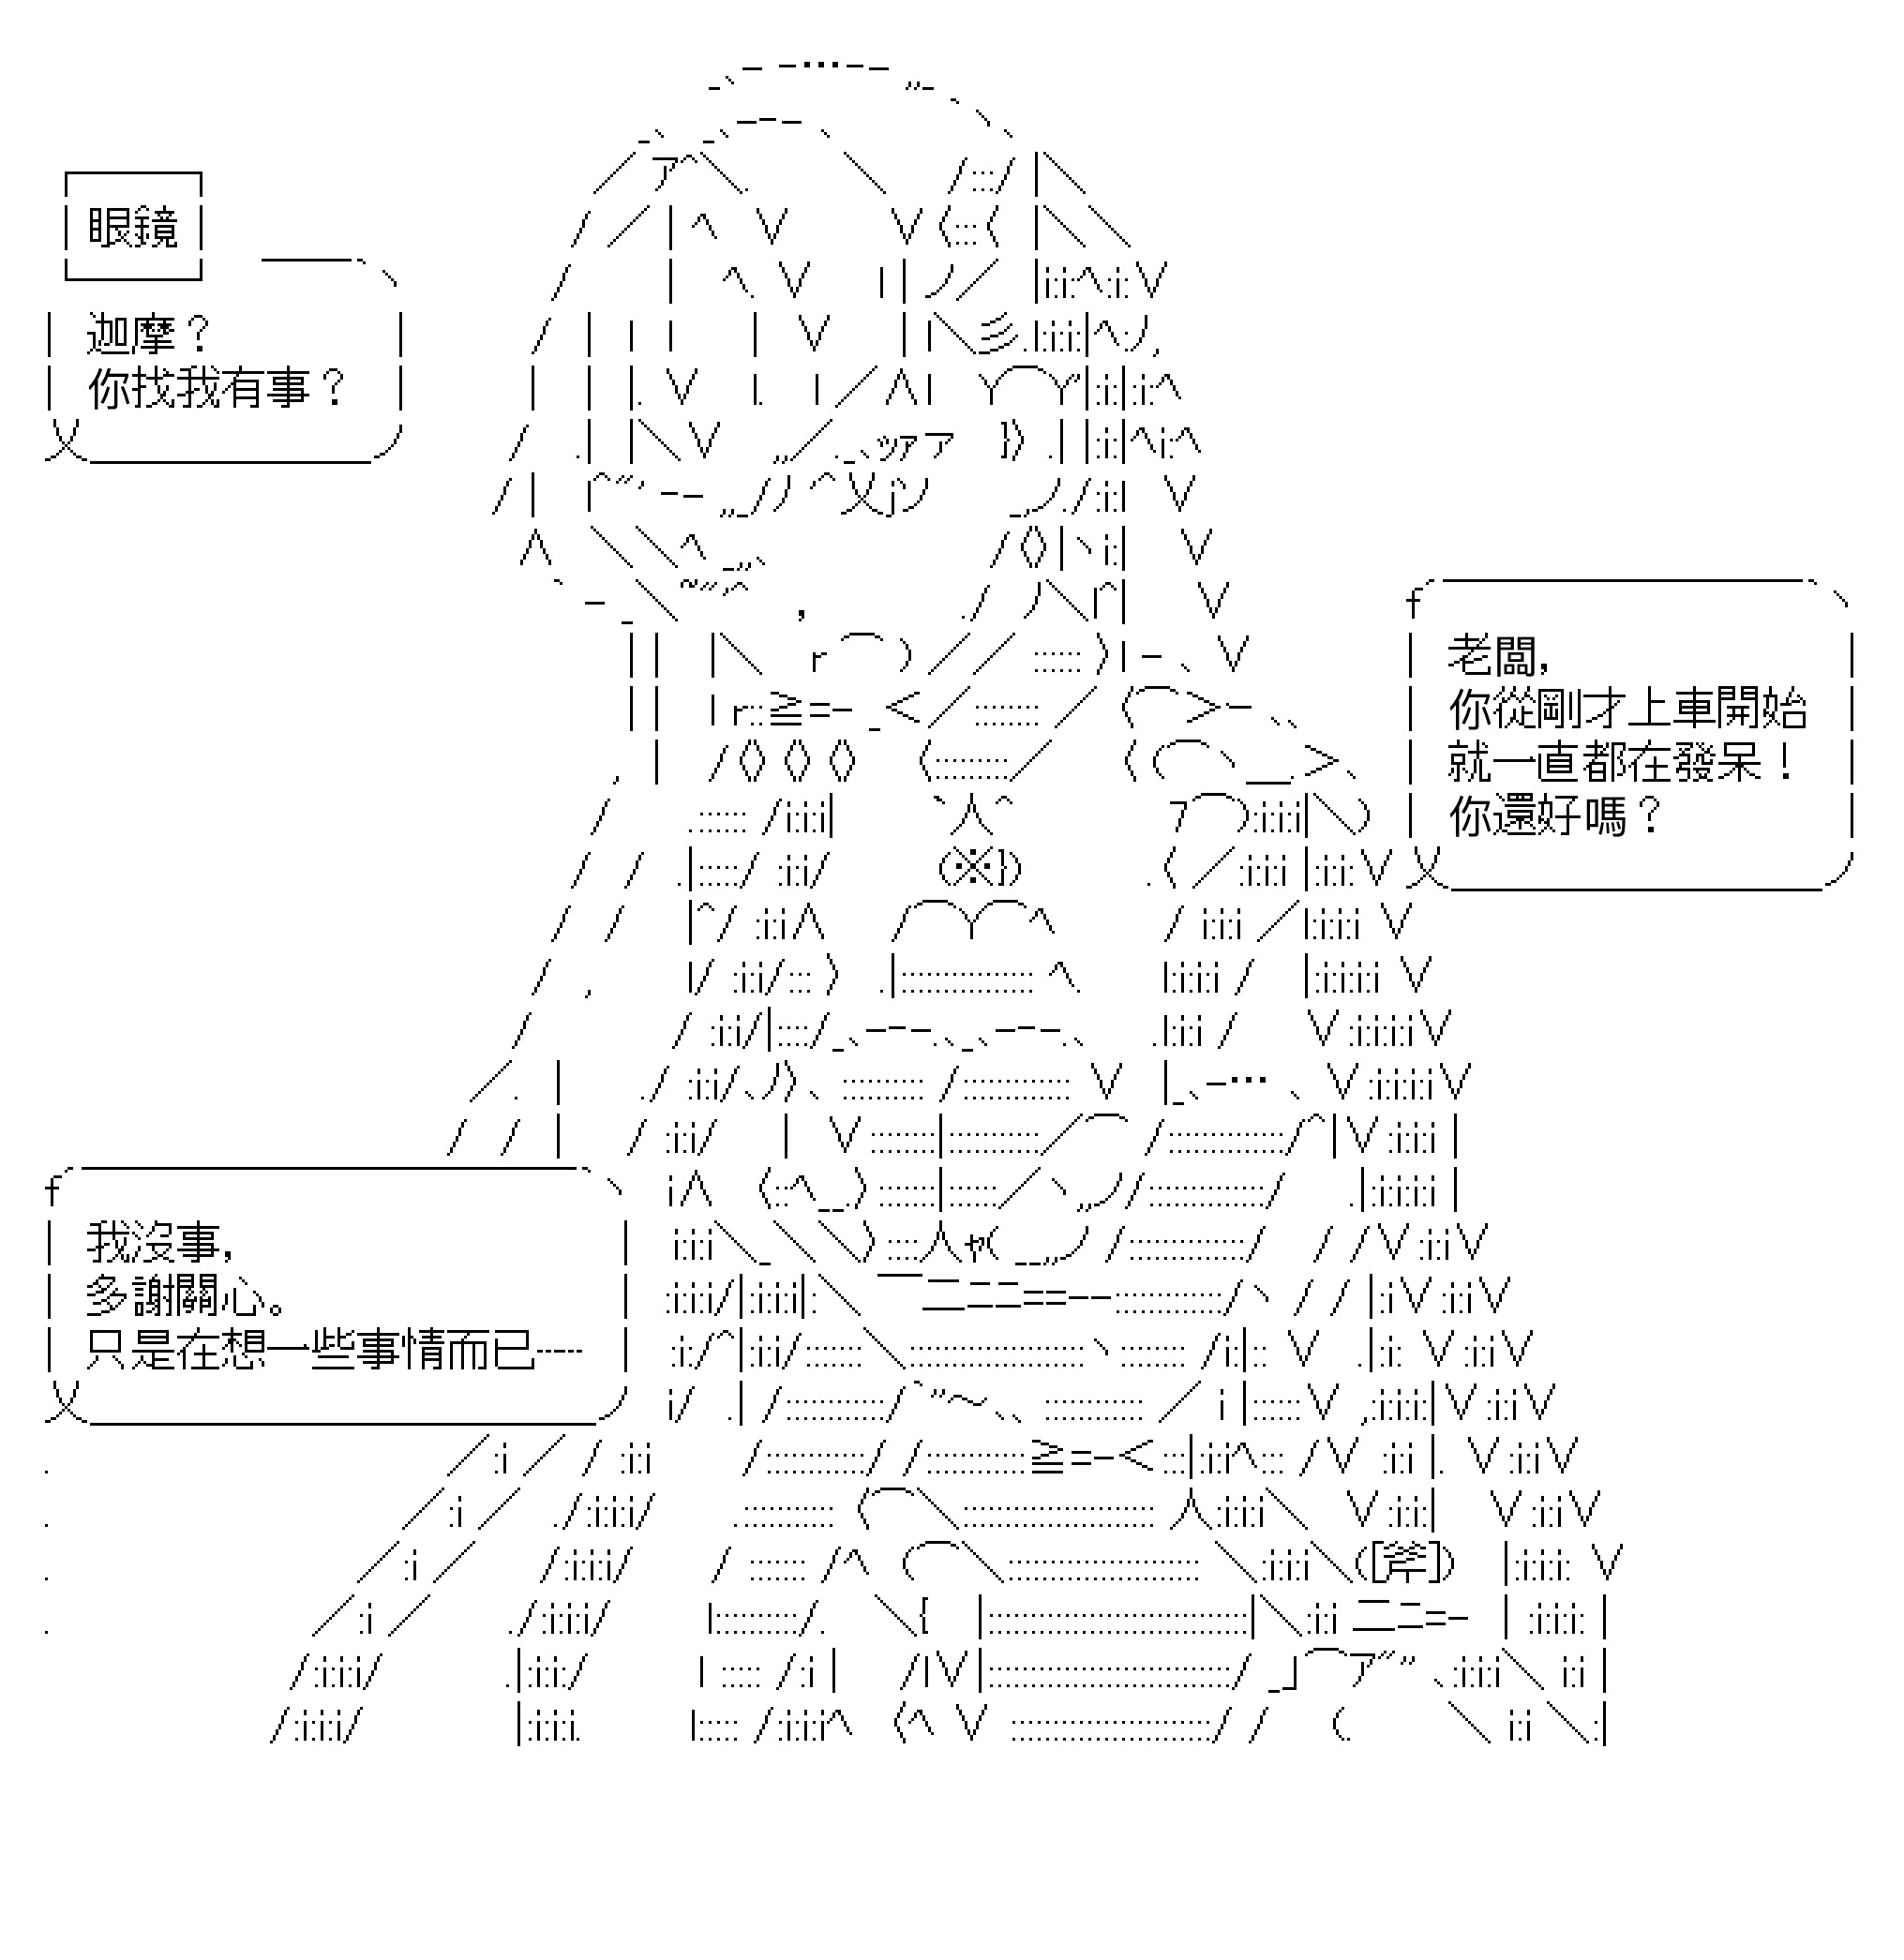 眼鏡
迦摩？
你找我有事？
老闆，
你從剛才上車開始
就一直都在發呆！
你還好嗎？
我沒事，
多謝關心。
只是在想一些事情而已┄┄